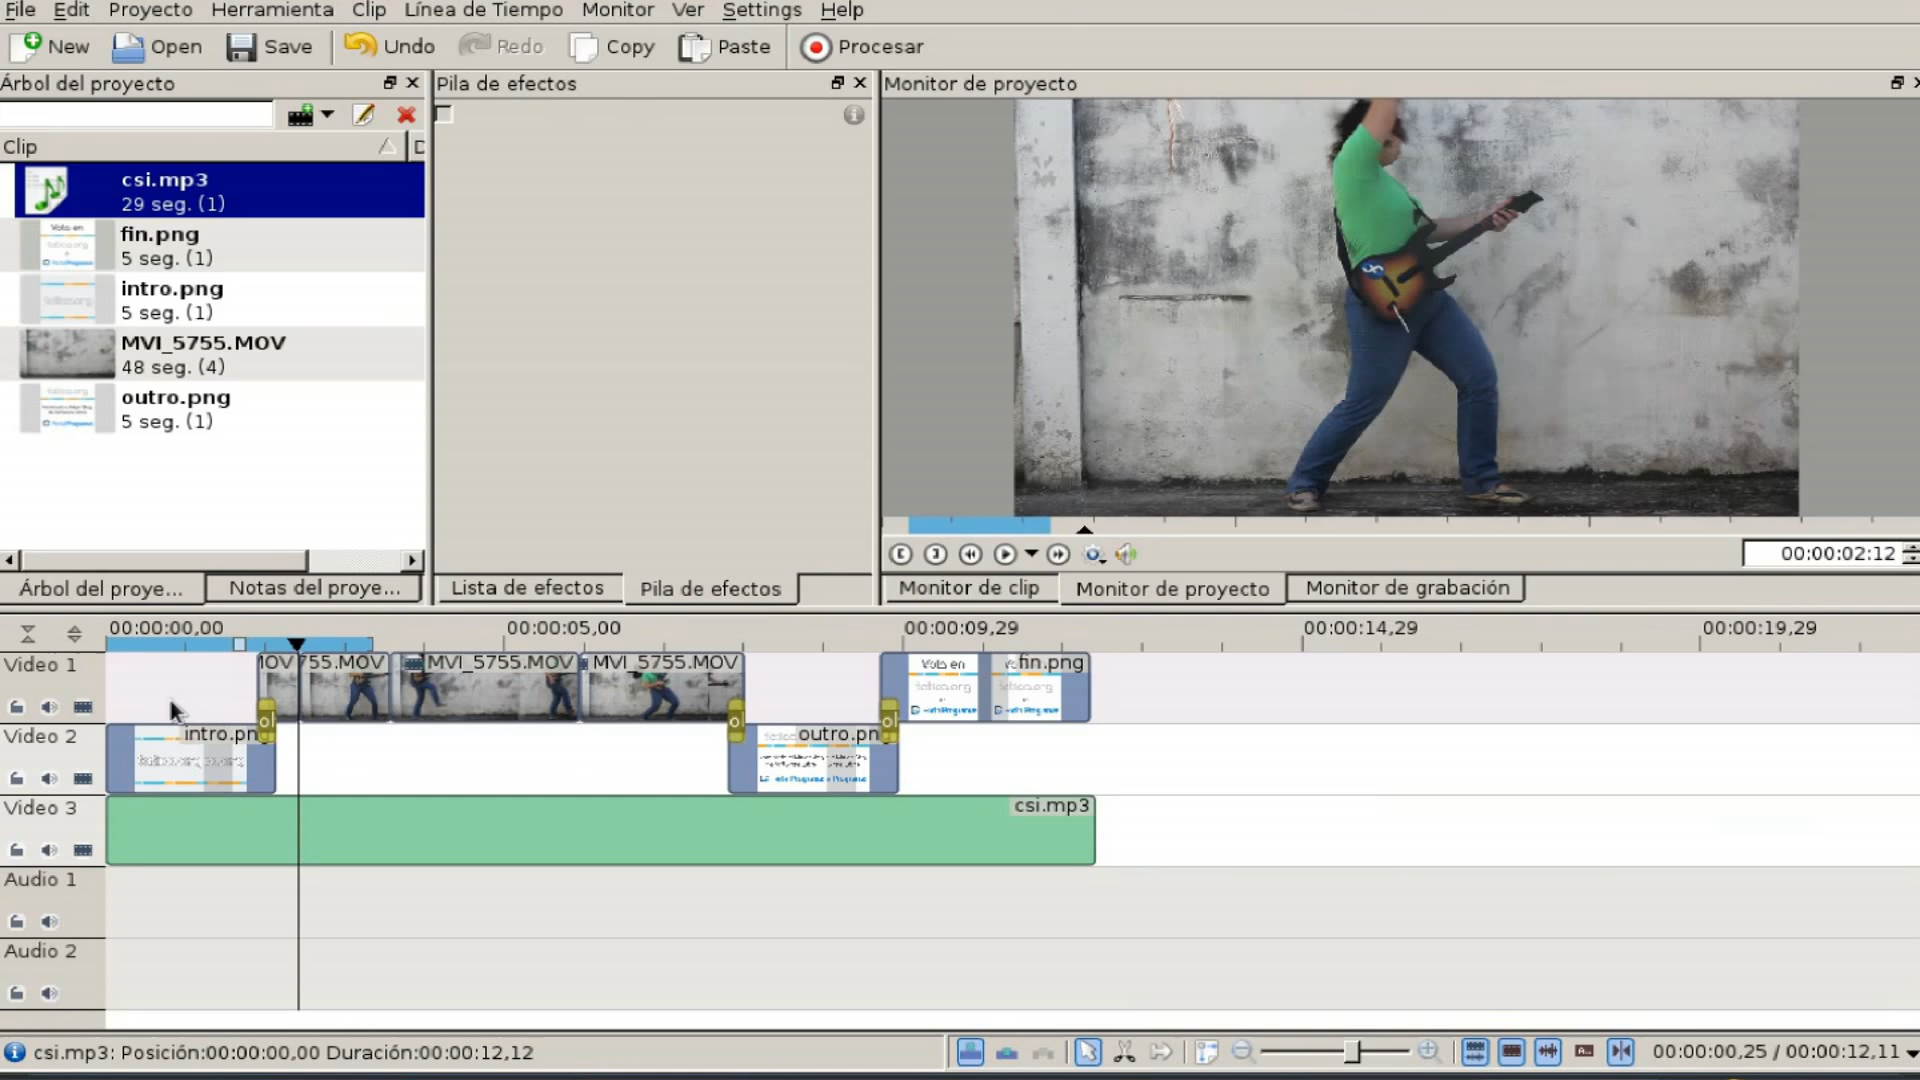 File Edit Proyecto Herramienta Clip Línea de Tiempo Monitor Ver Settings Help
New Open Save Undo Redo Copy Paste Procesar
Árbol del proyecto
Pila de efectos
Monitor de proyecto
Clip D
csi.mp3
29 seg. (1)
fin.png
5 seg. (1)
intro.png
5 seg. (1)
MVI_5755.MOV
48 seg. (4)
outro.png
5 seg. (1)
00:00:02:12
Árbol del proye... Notas del proye...
Lista de efectos Pila de efectos
Monitor de clip Monitor de proyecto Monitor de grabación
00:00:00,00 00:00:05,00 00:00:09,29 00:00:14,29 00:00:19,29
Video 1
MVI_5755.MOV MVI_5755.MOV
Voto en
fin.png
Video 2
intro.pn
outro.pn
Video 3
csi.mp3
Audio 1
Audio 2
csi.mp3: Posición:00:00:00,00 Duración:00:00:12,12
00:00:00,25 / 00:00:12,11